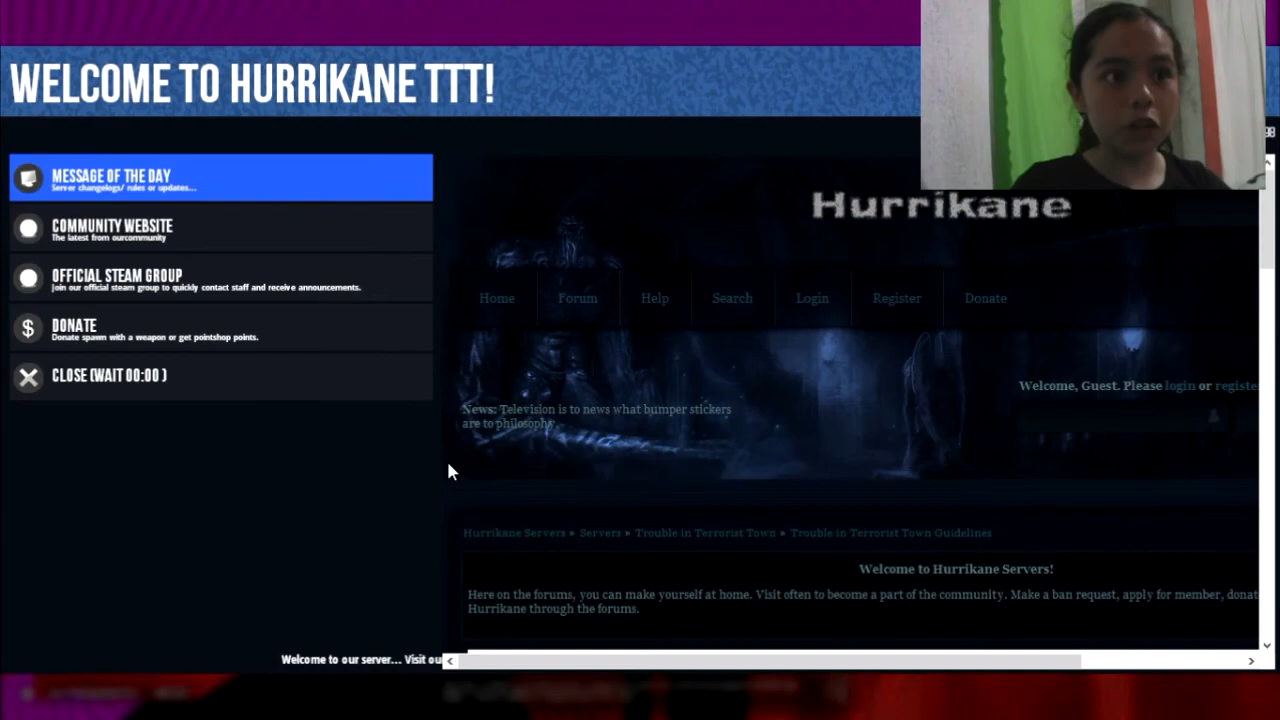 WELCOME TO HURRIKANE TTT!
MESSAGE OF THE DAY
Server changelogs/ rules or updates...
COMMUNITY WEBSITE
The latest from ourcommunity
OFFICIAL STEAM GROUP
Join our official steam group to quickly contact staff and receive announcements.
$ DONATE
Donate spawn with a weapon or get pointshop points.
CLOSE (WAIT 00:00 )
Hurrikane
Home Forum Help Search Login Register Donate
Welcome, Guest. Please login or registe
News: Television is to news what bumper stickers
are to philosophy.
Hurrikane Servers » Servers » Trouble in Terrorist Town » Trouble in Terrorist Town Guidelines
Welcome to Hurrikane Servers!
Here on the forums, you can make yourself at home. Visit often to become a part of the community. Make a ban request, apply for member, donat
Hurrikane through the forums.
Welcome to our server... Visit ou